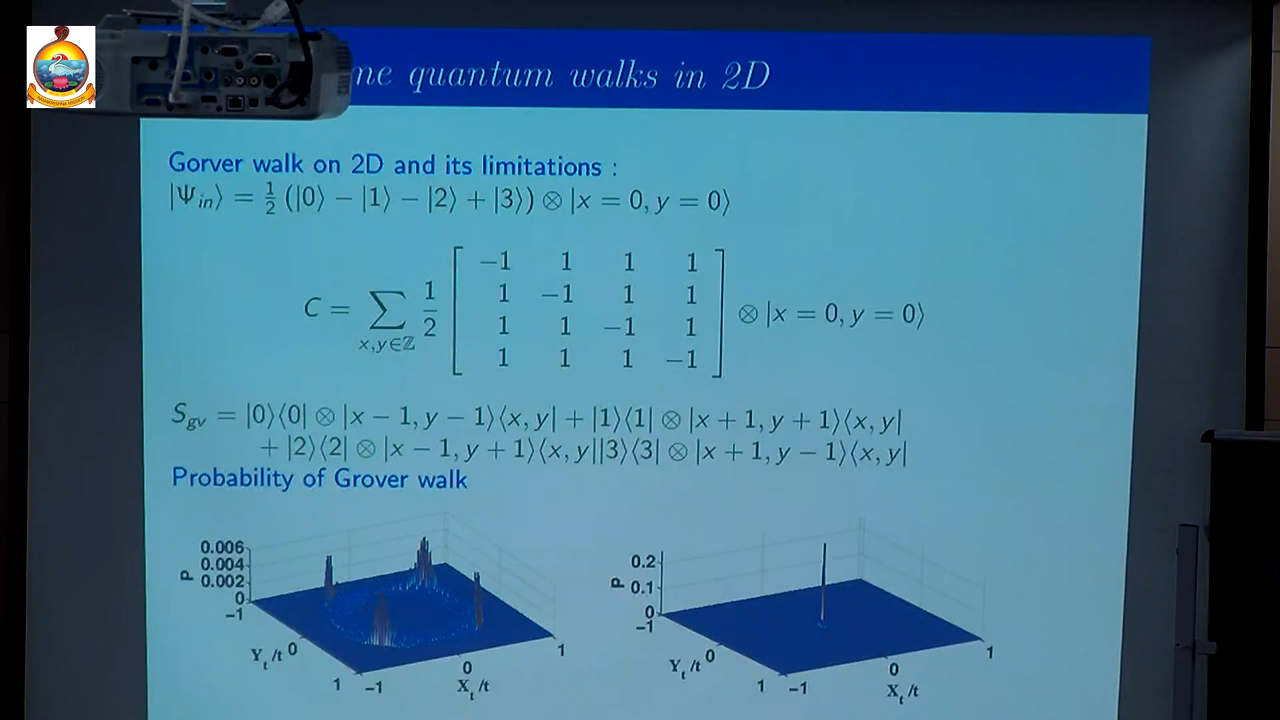 me quantum walks in 2D
Gorver walk on 2D and its limitations :
|Ψ_in⟩ = 1/2 (|0⟩ − |1⟩ − |2⟩ + |3⟩) ⊗ |x = 0, y = 0⟩
−1 1 1 1
1 −1 1 1
C = ∑_{x,y∈ℤ} 1/2 ⊗ |x = 0, y = 0⟩
1 1 −1 1
1 1 1 −1
S_gv = |0⟩⟨0| ⊗ |x − 1, y − 1⟩⟨x, y| + |1⟩⟨1| ⊗ |x + 1, y + 1⟩⟨x, y|
+ |2⟩⟨2| ⊗ |x − 1, y + 1⟩⟨x, y||3⟩⟨3| ⊗ |x + 1, y − 1⟩⟨x, y|
Probability of Grover walk
0.006
0.004
P 0.002
0
−1
Y_t/t 0
1 −1
0
1
X_t/t
0.2
P 0.1
0
−1
Y_t/t 0
1 −1
0
1
X_t/t